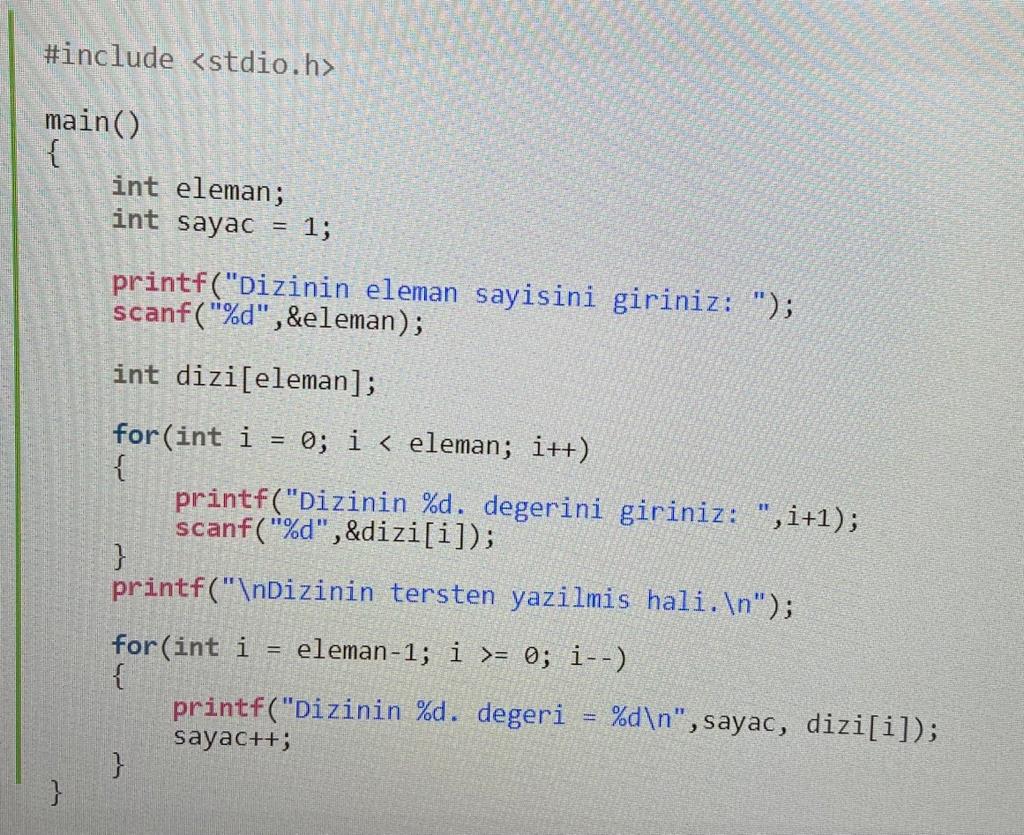 #include <stdio.h>
main()
{
int eleman;
int sayac = 1;
printf("Dizinin eleman sayisini giriniz: ");
scanf("%d",&eleman);
int dizi[eleman];
for(int i = 0; i < eleman; i++)
{
printf("Dizinin %d. degerini giriniz: ",i+1);
scanf("%d",&dizi[i]);
}
printf("\nDizinin tersten yazilmis hali.\n");
for(int i = eleman-1; i >= 0; i--)
{
printf("Dizinin %d. degeri = %d\n",sayac, dizi[i]);
sayac++;
}
}